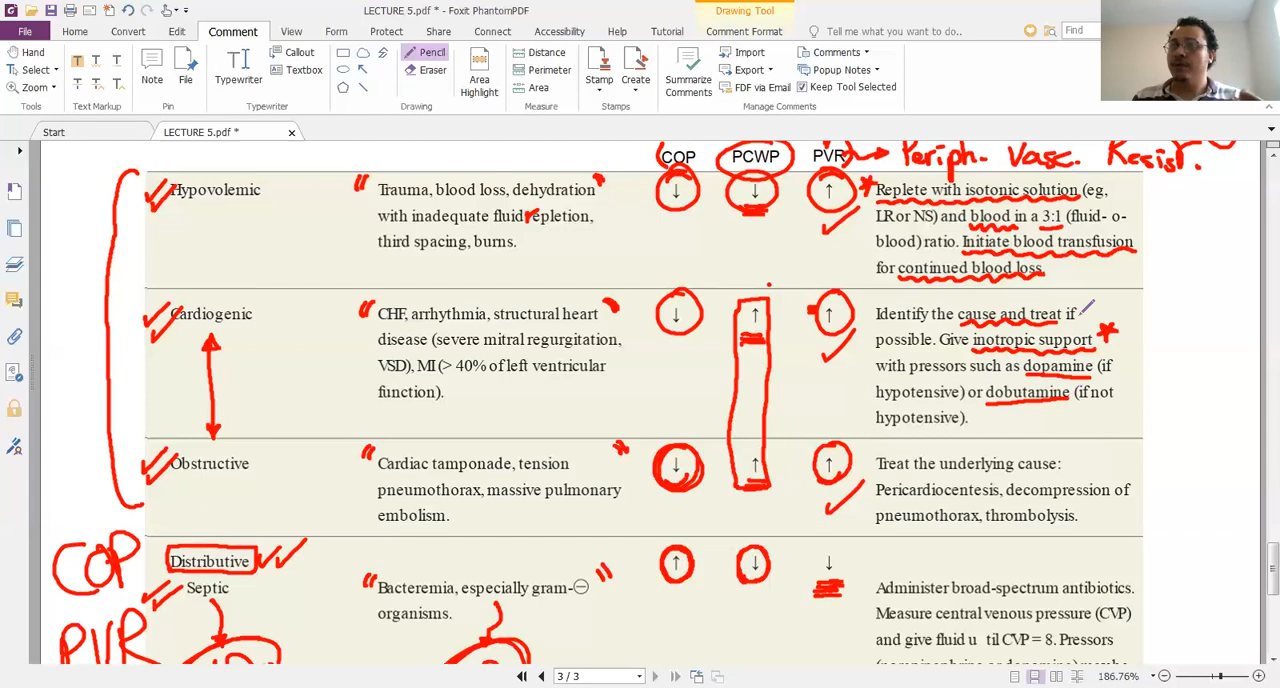 LECTURE 5.pdf * - Foxit PhantomPDF
Drawing Tool
File Home Convert Edit Comment View Form Protect Share Connect Accessibility Help Tutorial Comment Format Tell me what you want to do.. Find
Hand
Select
Zoom
Tools
T T T
T T T
Text Markup
Note File
Pin
Typewriter
Callout
Textbox
Typewriter
Pencil
Eraser
Drawing
Area
Highlight
Distance
Perimeter
Area
Measure
Stamp Create
Stamps
Summarize
Comments
Import
Export
FDF via Email
Comments
Popup Notes
Keep Tool Selected
Manage Comments
Start LECTURE 5.pdf *
COP PCWP PVR Periph. Vasc. Resist.
Hypovolemic
Trauma, blood loss, dehydration
with inadequate fluid repletion,
third spacing, burns.
↓ ↓ ↑
Replete with isotonic solution (eg,
LR or NS) and blood in a 3:1 (fluid- o-
blood) ratio. Initiate blood transfusion
for continued blood loss.
Cardiogenic
CHF, arrhythmia, structural heart
disease (severe mitral regurgitation,
VSD), MI (> 40% of left ventricular
function).
↓ ↑ ↑
Identify the cause and treat if
possible. Give inotropic support
with pressors such as dopamine (if
hypotensive) or dobutamine (if not
hypotensive).
Obstructive
Cardiac tamponade, tension
pneumothorax, massive pulmonary
embolism.
↓ ↑ ↑
Treat the underlying cause:
Pericardiocentesis, decompression of
pneumothorax, thrombolysis.
COP
Distributive
↑ ↓ ↓
Septic
Bacteremia, especially gram-⊖
organisms.
Administer broad-spectrum antibiotics.
Measure central venous pressure (CVP)
and give fluid u til CVP = 8. Pressors
PVR
3 / 3
186.76%